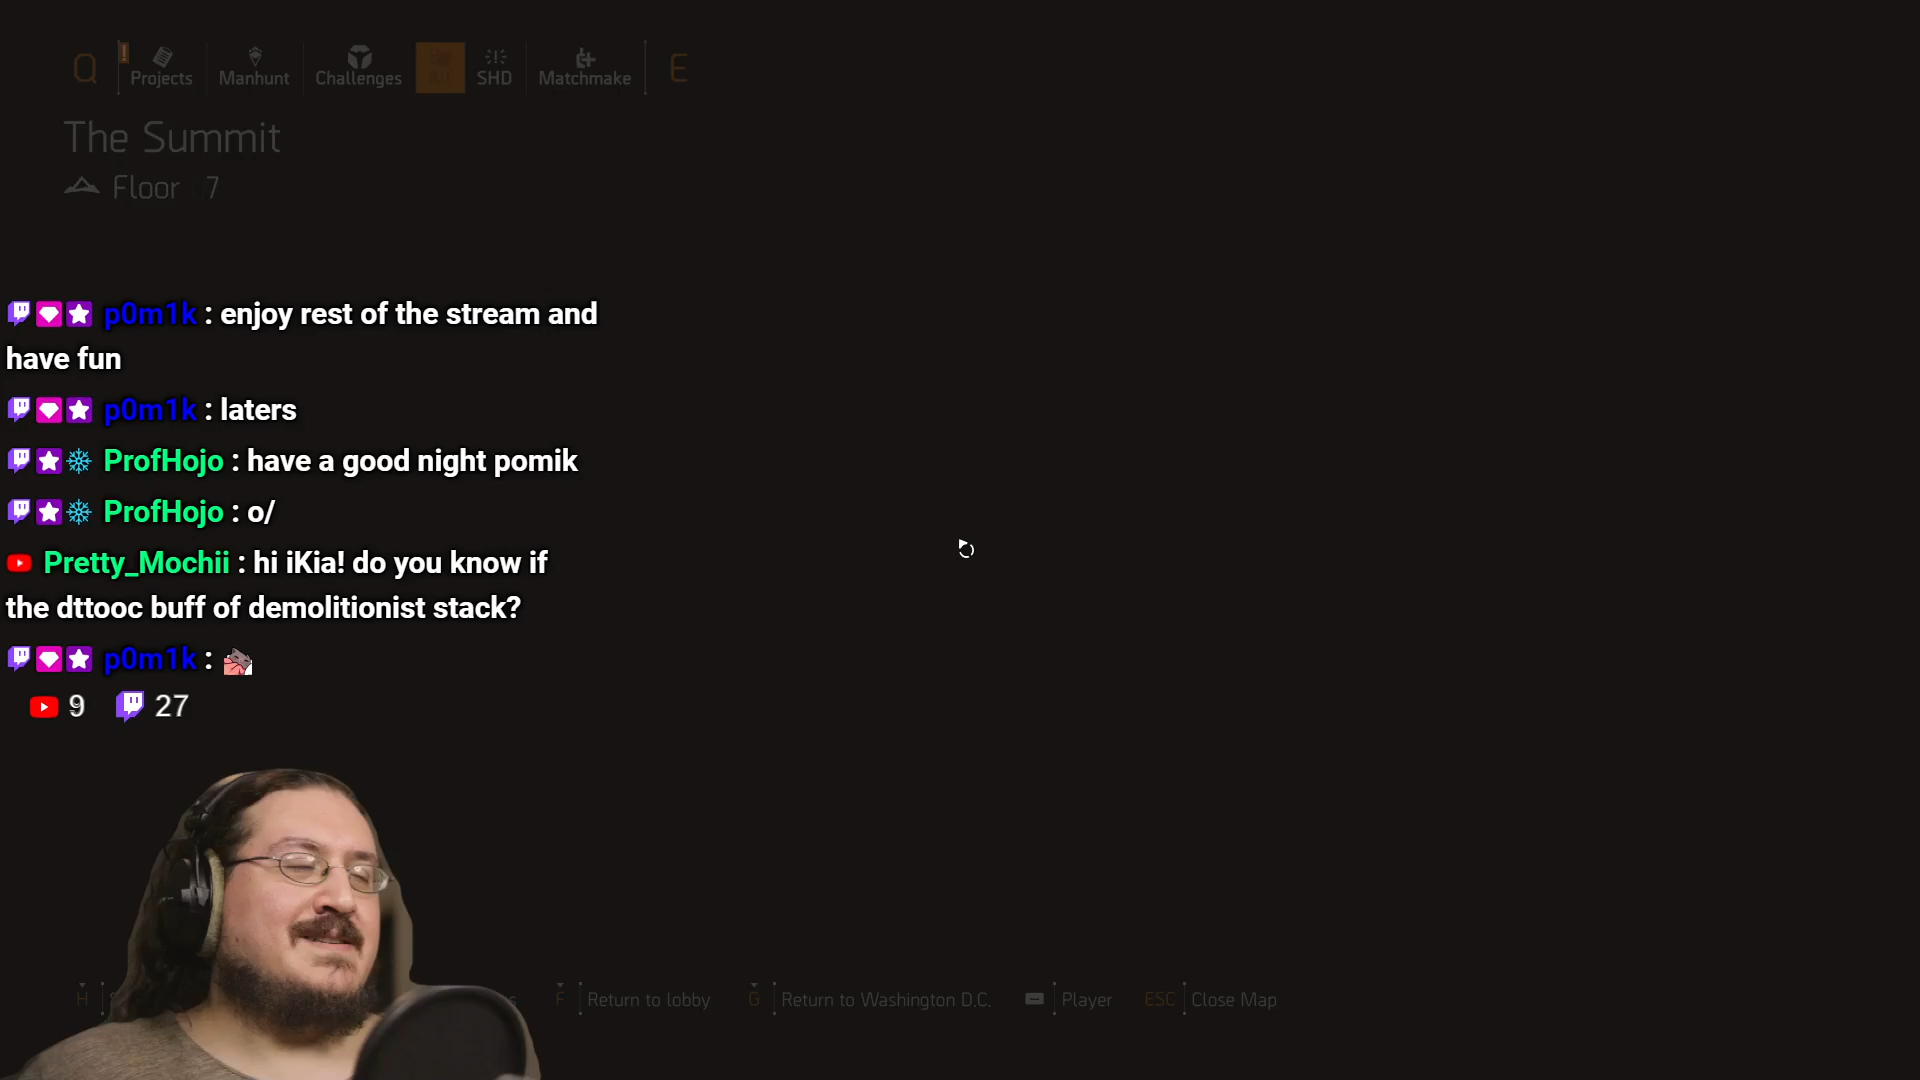 Q
!
Projects
Manhunt
Challenges
SHD
Matchmake
E
The Summit
Floor 7
p0m1k : enjoy rest of the stream and
have fun
p0m1k : laters
ProfHojo : have a good night pomik
ProfHojo : o/
Pretty_Mochii : hi iKia! do you know if
the dttooc buff of demolitionist stack?
p0m1k :
9 27
H
F Return to lobby
G Return to Washington D.C.
Player
ESC Close Map